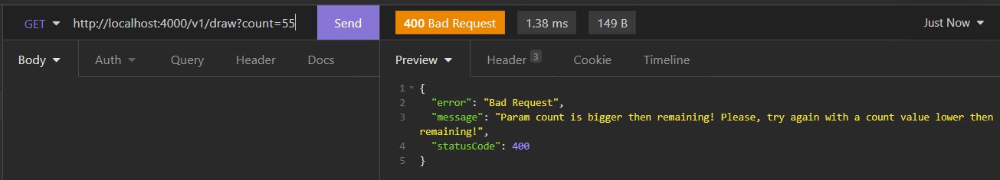 GET http://localhost:4000/v1/draw?count=55 Send 400 Bad Request 1.38 ms 149 B Just Now
Body Auth Query Header Docs Preview Header 3 Cookie Timeline
1 {
2 "error": "Bad Request",
3 "message": "Param count is bigger then remaining! Please, try again with a count value lower then
remaining!",
4 "statusCode": 400
5 }